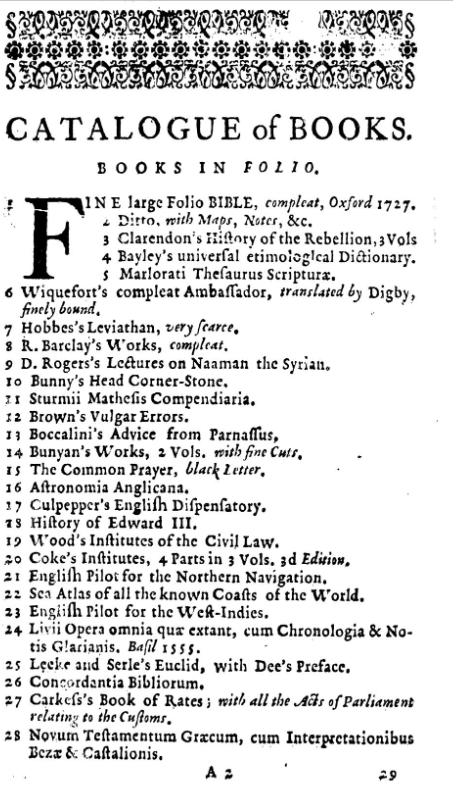 CATALOGUE of BOOKS.
BOOKS IN FOLIO.
1 FINE large Folio BIBLE, compleat, Oxford 1727.
2 Ditto, with Maps, Notes, &c.
3 Clarendon's Hiſtory of the Rebellion, 3 Vols
4 Bayley's univerſal etimological Dictionary.
5 Marlorati Theſaurus Scripturæ.
6 Wiquefort's compleat Ambaſſador, tranſlated by Digby,
finely bound.
7 Hobbes's Leviathan, very ſcarce.
8 R. Barclay's Works, compleat.
9 D. Rogers's Lectures on Naaman the Syrian.
10 Bunny's Head Corner-Stone.
11 Sturmii Matheſis Compendiaria.
12 Brown's Vulgar Errors.
13 Boccalini's Advice from Parnaſſus,
14 Bunyan's Works, 2 Vols. with fine Cuts.
15 The Common Prayer, black Letter.
16 Aſtronomia Anglicana.
17 Culpepper's Engliſh Diſpenſatory.
18 Hiſtory of Edward III.
19 Wood's Inſtitutes of the Civil Law.
20 Coke's Inſtitutes, 4 Parts in 3 Vols. 3d Edition.
21 Engliſh Pilot for the Northern Navigation.
22 Sea Atlas of all the known Coaſts of the World.
23 Engliſh Pilot for the Weſt-Indies.
24 Livii Opera omnia quæ extant, cum Chronologia & No-
tis Glarianis. Baſil 1555.
25 Leeke and Serle's Euclid, with Dee's Preface.
26 Concordantia Bibliorum.
27 Carkeſs's Book of Rates; with all the Acts of Parliament
relating to the Cuſtoms.
28 Novum Teſtamentum Græcum, cum Interpretationibus
Bezæ & Caſtalionis.
A 2 29